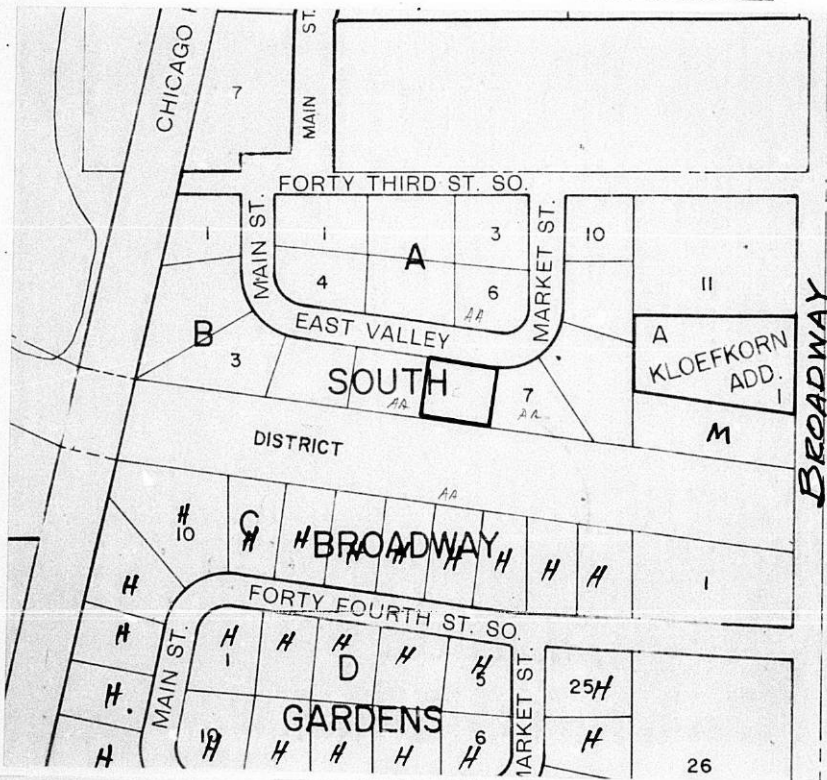 CHICAGO
ST.
MAIN
7
FORTY THIRD ST. SO.
1
MAIN ST.
1
A
3
MARKET ST.
10
4
6
AA
11
B
EAST VALLEY
A
KLOEFKORN
ADD.
1
BROADWAY
3
SOUTH
AA
7
AA
M
DISTRICT
AA
H
10
C
H
H
BROADWAY
H
H
H
H
H
H
1
H
FORTY FOURTH ST. SO.
H
MAIN ST.
H
1
H
H
D
H
H
5
MARKET ST.
25H
H.
GARDENS
H
10
H
H
H
H
H
6
H
H
26